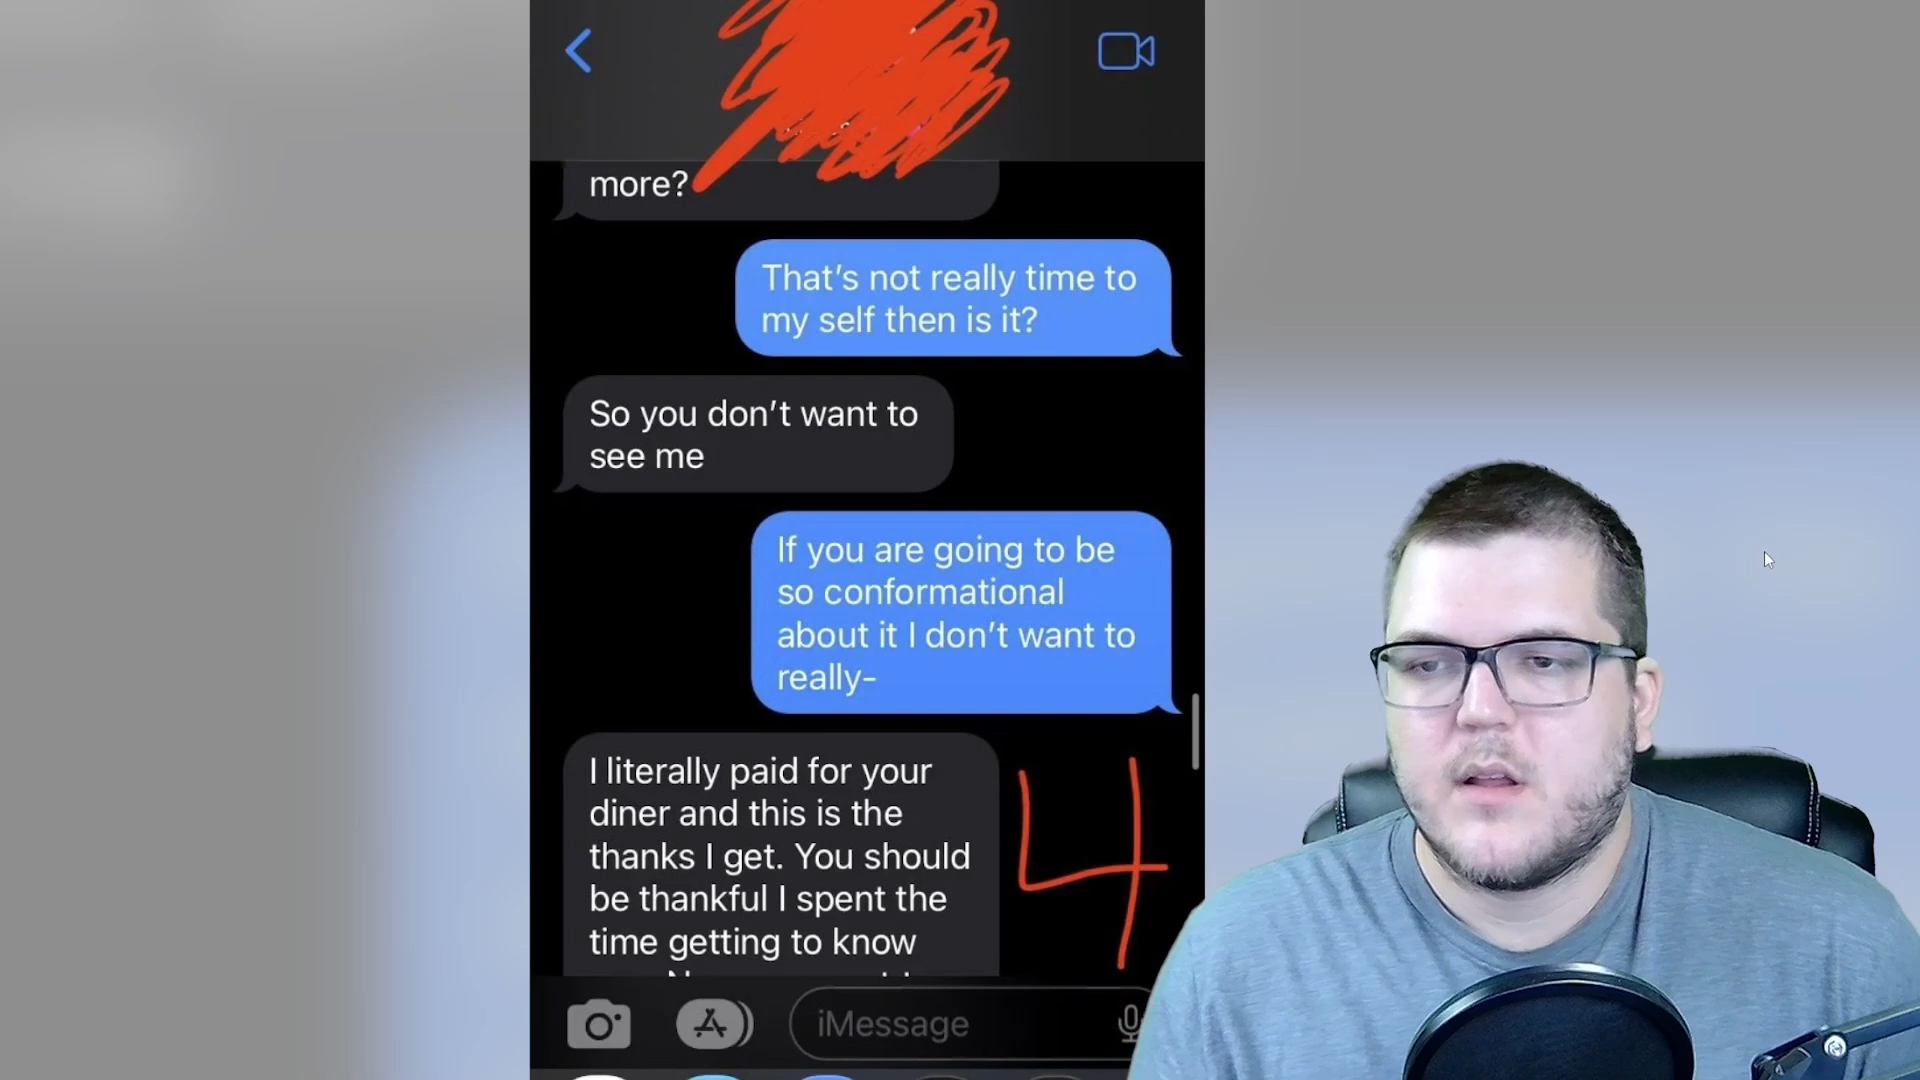 more?
That's not really time to
my self then is it?
So you don't want to
see me
If you are going to be
so conformational
about it I don't want to
really-
I literally paid for your
diner and this is the
thanks I get. You should
be thankful I spent the
time getting to know
4
iMessage